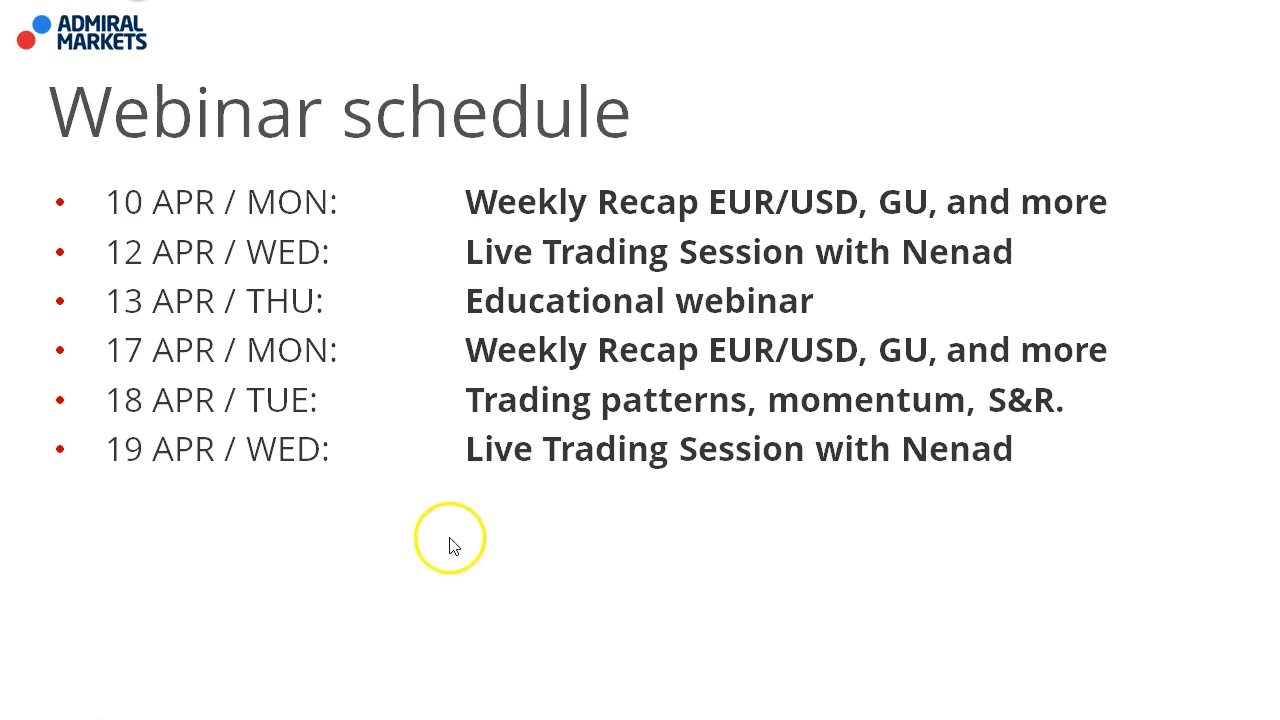 ADMIRAL
MARKETS
Webinar schedule
• 10 APR / MON: Weekly Recap EUR/USD, GU, and more
• 12 APR / WED: Live Trading Session with Nenad
• 13 APR / THU: Educational webinar
• 17 APR / MON: Weekly Recap EUR/USD, GU, and more
• 18 APR / TUE: Trading patterns, momentum, S&R.
• 19 APR / WED: Live Trading Session with Nenad